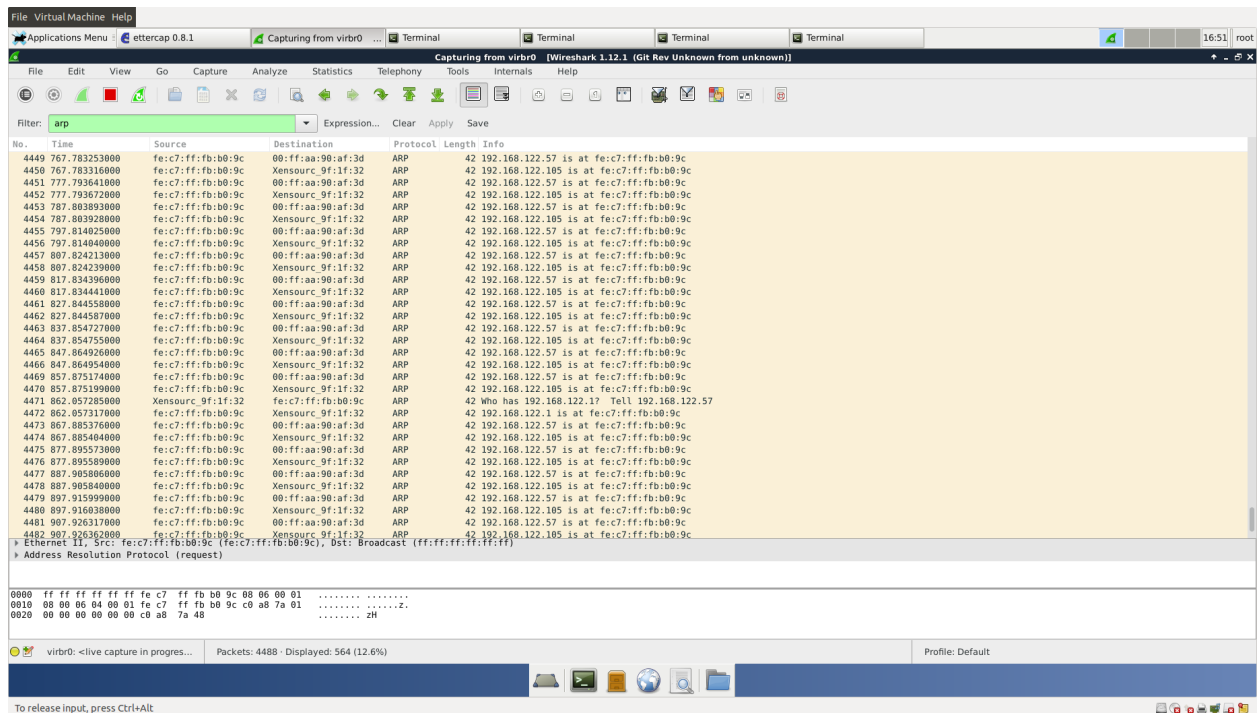 File Virtual Machine Help
Applications Menu ettercap 0.8.1 Capturing from virbr0 ... Terminal Terminal Terminal Terminal 16:51 root
Capturing from virbr0 [Wireshark 1.12.1 (Git Rev Unknown from unknown)]
File Edit View Go Capture Analyze Statistics Telephony Tools Internals Help
Filter: arp Expression... Clear Apply Save
No. Time Source Destination Protocol Length Info
4449 767.783253000 fe:c7:ff:fb:b0:9c 00:ff:aa:90:af:3d ARP 42 192.168.122.57 is at fe:c7:ff:fb:b0:9c
4450 767.783316000 fe:c7:ff:fb:b0:9c Xensourc_9f:1f:32 ARP 42 192.168.122.105 is at fe:c7:ff:fb:b0:9c
4451 777.793641000 fe:c7:ff:fb:b0:9c 00:ff:aa:90:af:3d ARP 42 192.168.122.57 is at fe:c7:ff:fb:b0:9c
4452 777.793672000 fe:c7:ff:fb:b0:9c Xensourc_9f:1f:32 ARP 42 192.168.122.105 is at fe:c7:ff:fb:b0:9c
4453 787.803893000 fe:c7:ff:fb:b0:9c 00:ff:aa:90:af:3d ARP 42 192.168.122.57 is at fe:c7:ff:fb:b0:9c
4454 787.803928000 fe:c7:ff:fb:b0:9c Xensourc_9f:1f:32 ARP 42 192.168.122.105 is at fe:c7:ff:fb:b0:9c
4455 797.814025000 fe:c7:ff:fb:b0:9c 00:ff:aa:90:af:3d ARP 42 192.168.122.57 is at fe:c7:ff:fb:b0:9c
4456 797.814040000 fe:c7:ff:fb:b0:9c Xensourc_9f:1f:32 ARP 42 192.168.122.105 is at fe:c7:ff:fb:b0:9c
4457 807.824213000 fe:c7:ff:fb:b0:9c 00:ff:aa:90:af:3d ARP 42 192.168.122.57 is at fe:c7:ff:fb:b0:9c
4458 807.824239000 fe:c7:ff:fb:b0:9c Xensourc_9f:1f:32 ARP 42 192.168.122.105 is at fe:c7:ff:fb:b0:9c
4459 817.834396000 fe:c7:ff:fb:b0:9c 00:ff:aa:90:af:3d ARP 42 192.168.122.57 is at fe:c7:ff:fb:b0:9c
4460 817.834441000 fe:c7:ff:fb:b0:9c Xensourc_9f:1f:32 ARP 42 192.168.122.105 is at fe:c7:ff:fb:b0:9c
4461 827.844558000 fe:c7:ff:fb:b0:9c 00:ff:aa:90:af:3d ARP 42 192.168.122.57 is at fe:c7:ff:fb:b0:9c
4462 827.844587000 fe:c7:ff:fb:b0:9c Xensourc_9f:1f:32 ARP 42 192.168.122.105 is at fe:c7:ff:fb:b0:9c
4463 837.854727000 fe:c7:ff:fb:b0:9c 00:ff:aa:90:af:3d ARP 42 192.168.122.57 is at fe:c7:ff:fb:b0:9c
4464 837.854755000 fe:c7:ff:fb:b0:9c Xensourc_9f:1f:32 ARP 42 192.168.122.105 is at fe:c7:ff:fb:b0:9c
4465 847.864926000 fe:c7:ff:fb:b0:9c 00:ff:aa:90:af:3d ARP 42 192.168.122.57 is at fe:c7:ff:fb:b0:9c
4466 847.864954000 fe:c7:ff:fb:b0:9c Xensourc_9f:1f:32 ARP 42 192.168.122.105 is at fe:c7:ff:fb:b0:9c
4469 857.875174000 fe:c7:ff:fb:b0:9c 00:ff:aa:90:af:3d ARP 42 192.168.122.57 is at fe:c7:ff:fb:b0:9c
4470 857.875199000 fe:c7:ff:fb:b0:9c Xensourc_9f:1f:32 ARP 42 192.168.122.105 is at fe:c7:ff:fb:b0:9c
4471 862.057285000 Xensourc_9f:1f:32 fe:c7:ff:fb:b0:9c ARP 42 Who has 192.168.122.1? Tell 192.168.122.57
4472 862.057317000 fe:c7:ff:fb:b0:9c Xensourc_9f:1f:32 ARP 42 192.168.122.1 is at fe:c7:ff:fb:b0:9c
4473 867.885376000 fe:c7:ff:fb:b0:9c 00:ff:aa:90:af:3d ARP 42 192.168.122.57 is at fe:c7:ff:fb:b0:9c
4474 867.885404000 fe:c7:ff:fb:b0:9c Xensourc_9f:1f:32 ARP 42 192.168.122.105 is at fe:c7:ff:fb:b0:9c
4475 877.895573000 fe:c7:ff:fb:b0:9c 00:ff:aa:90:af:3d ARP 42 192.168.122.57 is at fe:c7:ff:fb:b0:9c
4476 877.895589000 fe:c7:ff:fb:b0:9c Xensourc_9f:1f:32 ARP 42 192.168.122.105 is at fe:c7:ff:fb:b0:9c
4477 887.905806000 fe:c7:ff:fb:b0:9c 00:ff:aa:90:af:3d ARP 42 192.168.122.57 is at fe:c7:ff:fb:b0:9c
4478 887.905840000 fe:c7:ff:fb:b0:9c Xensourc_9f:1f:32 ARP 42 192.168.122.105 is at fe:c7:ff:fb:b0:9c
4479 897.915999000 fe:c7:ff:fb:b0:9c 00:ff:aa:90:af:3d ARP 42 192.168.122.57 is at fe:c7:ff:fb:b0:9c
4480 897.916038000 fe:c7:ff:fb:b0:9c Xensourc_9f:1f:32 ARP 42 192.168.122.105 is at fe:c7:ff:fb:b0:9c
4481 907.926317000 fe:c7:ff:fb:b0:9c 00:ff:aa:90:af:3d ARP 42 192.168.122.57 is at fe:c7:ff:fb:b0:9c
4482 907.926362000 fe:c7:ff:fb:b0:9c Xensourc_9f:1f:32 ARP 42 192.168.122.105 is at fe:c7:ff:fb:b0:9c
Ethernet II, Src: fe:c7:ff:fb:b0:9c (fe:c7:ff:fb:b0:9c), Dst: Broadcast (ff:ff:ff:ff:ff:ff)
Address Resolution Protocol (request)
0000 ff ff ff ff ff ff fe c7 ff fb b0 9c 08 06 00 01 ........ ........
0010 08 00 06 04 00 01 fe c7 ff fb b0 9c c0 a8 7a 01 ........ ......z.
0020 00 00 00 00 00 00 c0 a8 7a 48 ........ zH
virbr0: <live capture in progres... Packets: 4488 · Displayed: 564 (12.6%) Profile: Default
To release input, press Ctrl+Alt